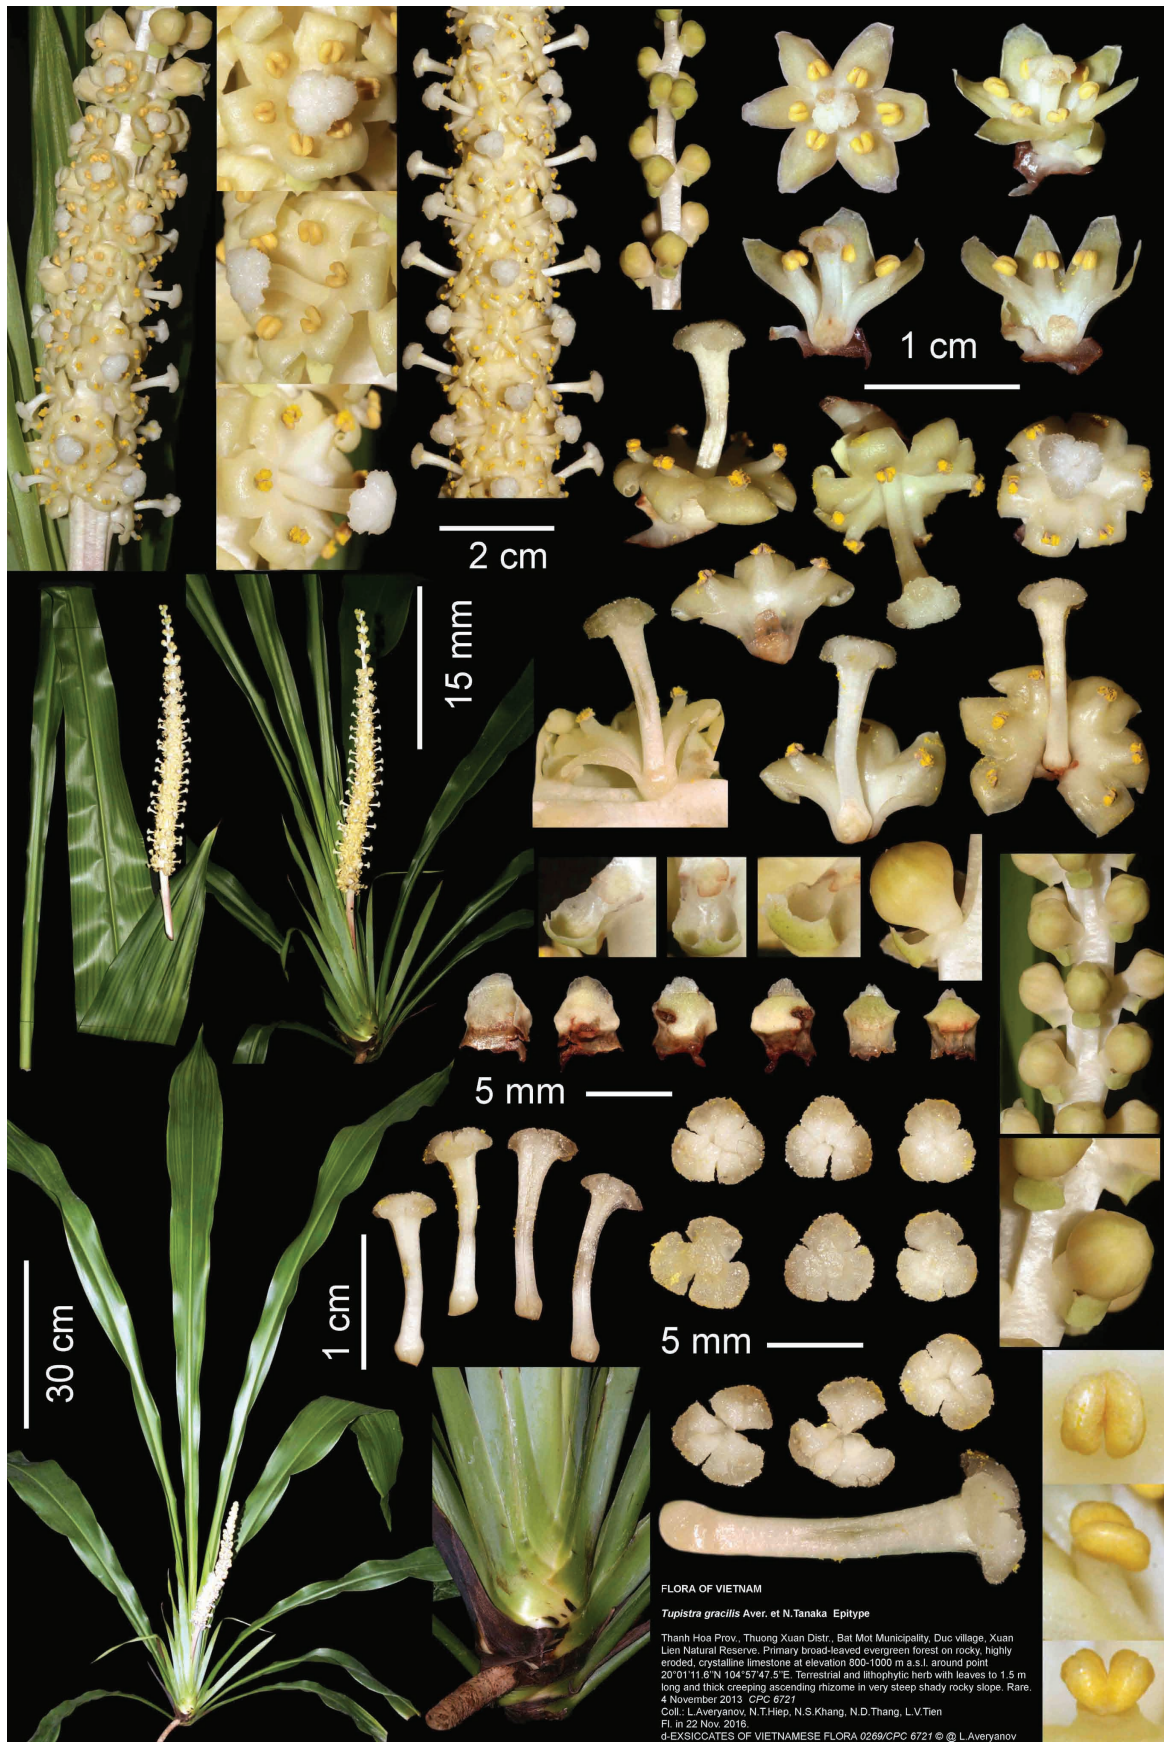 1 cm
2 cm
15 mm
5 mm
30 cm
1 cm
5 mm
FLORA OF VIETNAM
Tupistra gracilis Aver. et N.Tanaka Epitype
Thanh Hoa Prov., Thuong Xuan Distr., Bat Mot Municipality, Duc village, Xuan
Lien Natural Reserve. Primary broad-leaved evergreen forest on rocky, highly
eroded, crystalline limestone at elevation 800-1000 m a.s.l. around point
20°01'11.6"N 104°57'47.5"E. Terrestrial and lithophytic herb with leaves to 1.5 m
long and thick creeping ascending rhizome in very steep shady rocky slope. Rare.
4 November 2013 CPC 6721
Coll.: L.Averyanov, N.T.Hiep, N.S.Khang, N.D.Thang, L.V.Tien
Fl. in 22 Nov. 2016.
d-EXSICCATES OF VIETNAMESE FLORA 0269/CPC 6721 © @ L.Averyanov